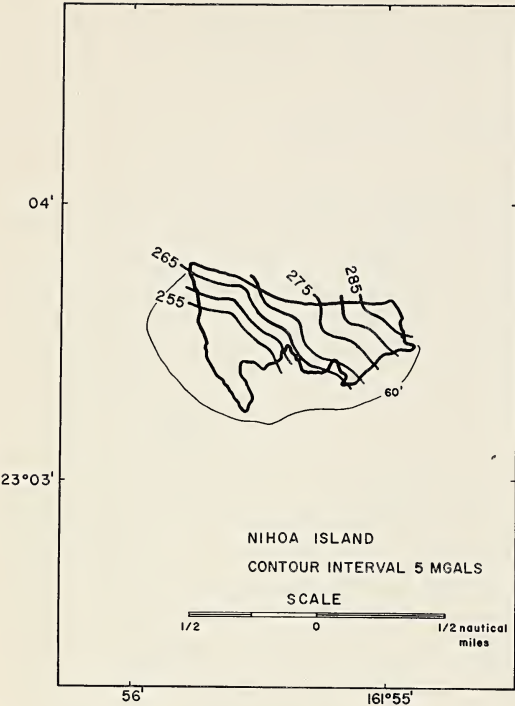 04'
265
255
275
285
60'
23°03'
NIHOA ISLAND
CONTOUR INTERVAL 5 MGALS
SCALE
1/2 0 1/2 nautical miles
56' 161°55'